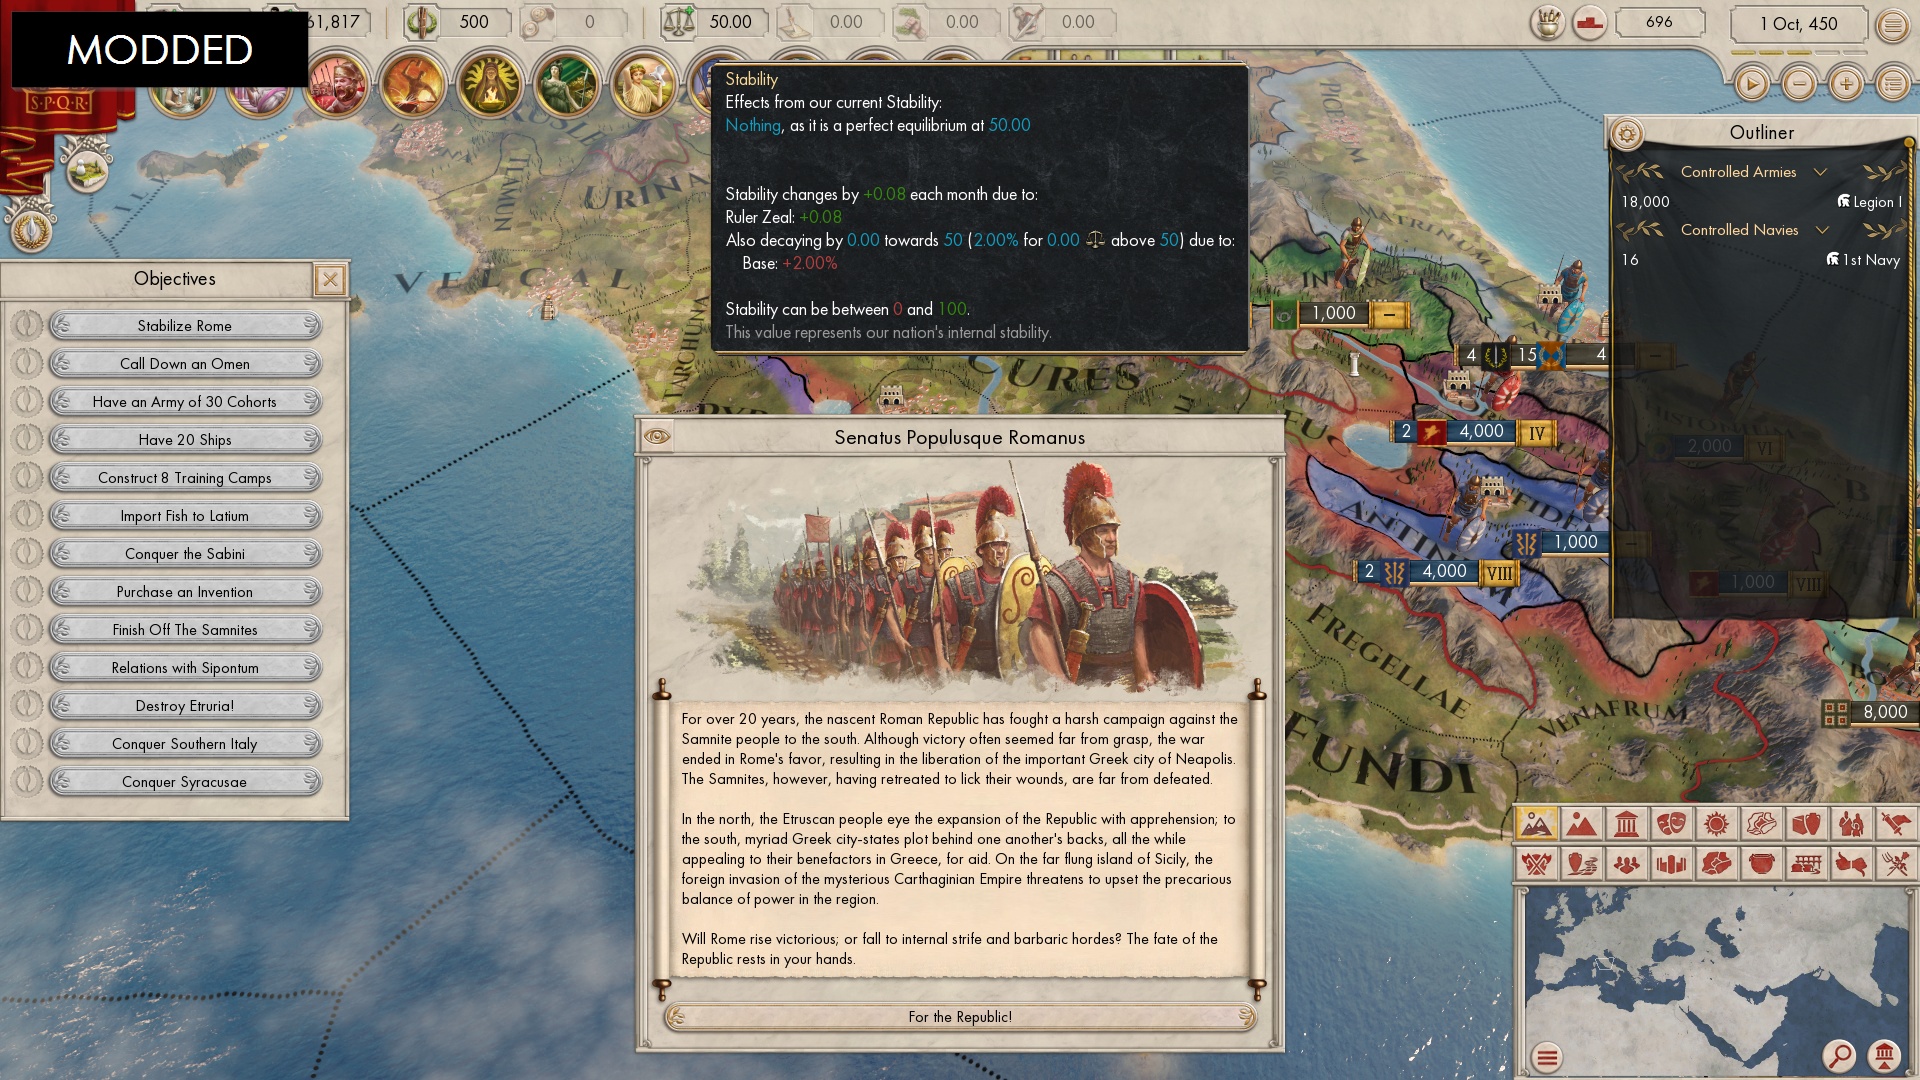 MODDED
61,817
500
0
50.00
0.00
0.00
0.00
696
1 Oct, 450
S·P·Q·R
Stability
Effects from our current Stability:
Nothing, as it is a perfect equilibrium at 50.00
Stability changes by +0.08 each month due to:
Ruler Zeal: +0.08
Also decaying by 0.00 towards 50 (2.00% for 0.00 above 50) due to:
Base: +2.00%
Stability can be between 0 and 100.
This value represents our nation's internal stability.
Outliner
Controlled Armies
18,000 Legion I
Controlled Navies
16 1st Navy
Objectives
Stabilize Rome
Call Down an Omen
Have an Army of 30 Cohorts
Have 20 Ships
Construct 8 Training Camps
Import Fish to Latium
Conquer the Sabini
Purchase an Invention
Finish Off The Samnites
Relations with Sipontum
Destroy Etruria!
Conquer Southern Italy
Conquer Syracusae
Senatus Populusque Romanus
For over 20 years, the nascent Roman Republic has fought a harsh campaign against the
Samnite people to the south. Although victory often seemed far from grasp, the war
ended in Rome's favor, resulting in the liberation of the important Greek city of Neapolis.
The Samnites, however, having retreated to lick their wounds, are far from defeated.
In the north, the Etruscan people eye the expansion of the Republic with apprehension; to
the south, myriad Greek city-states plot behind one another's backs, all the while
appealing to their benefactors in Greece, for aid. On the far flung island of Sicily, the
foreign invasion of the mysterious Carthaginian Empire threatens to upset the precarious
balance of power in the region.
Will Rome rise victorious; or fall to internal strife and barbaric hordes? The fate of the
Republic rests in your hands.
For the Republic!
VELCAL
CURES
FREGELLAE
VENAFRUM
FUNDI
1,000
4 15 4
2 4,000 IV
2,000 VI
1,000
2 4,000 VIII
1,000 VIII
8,000